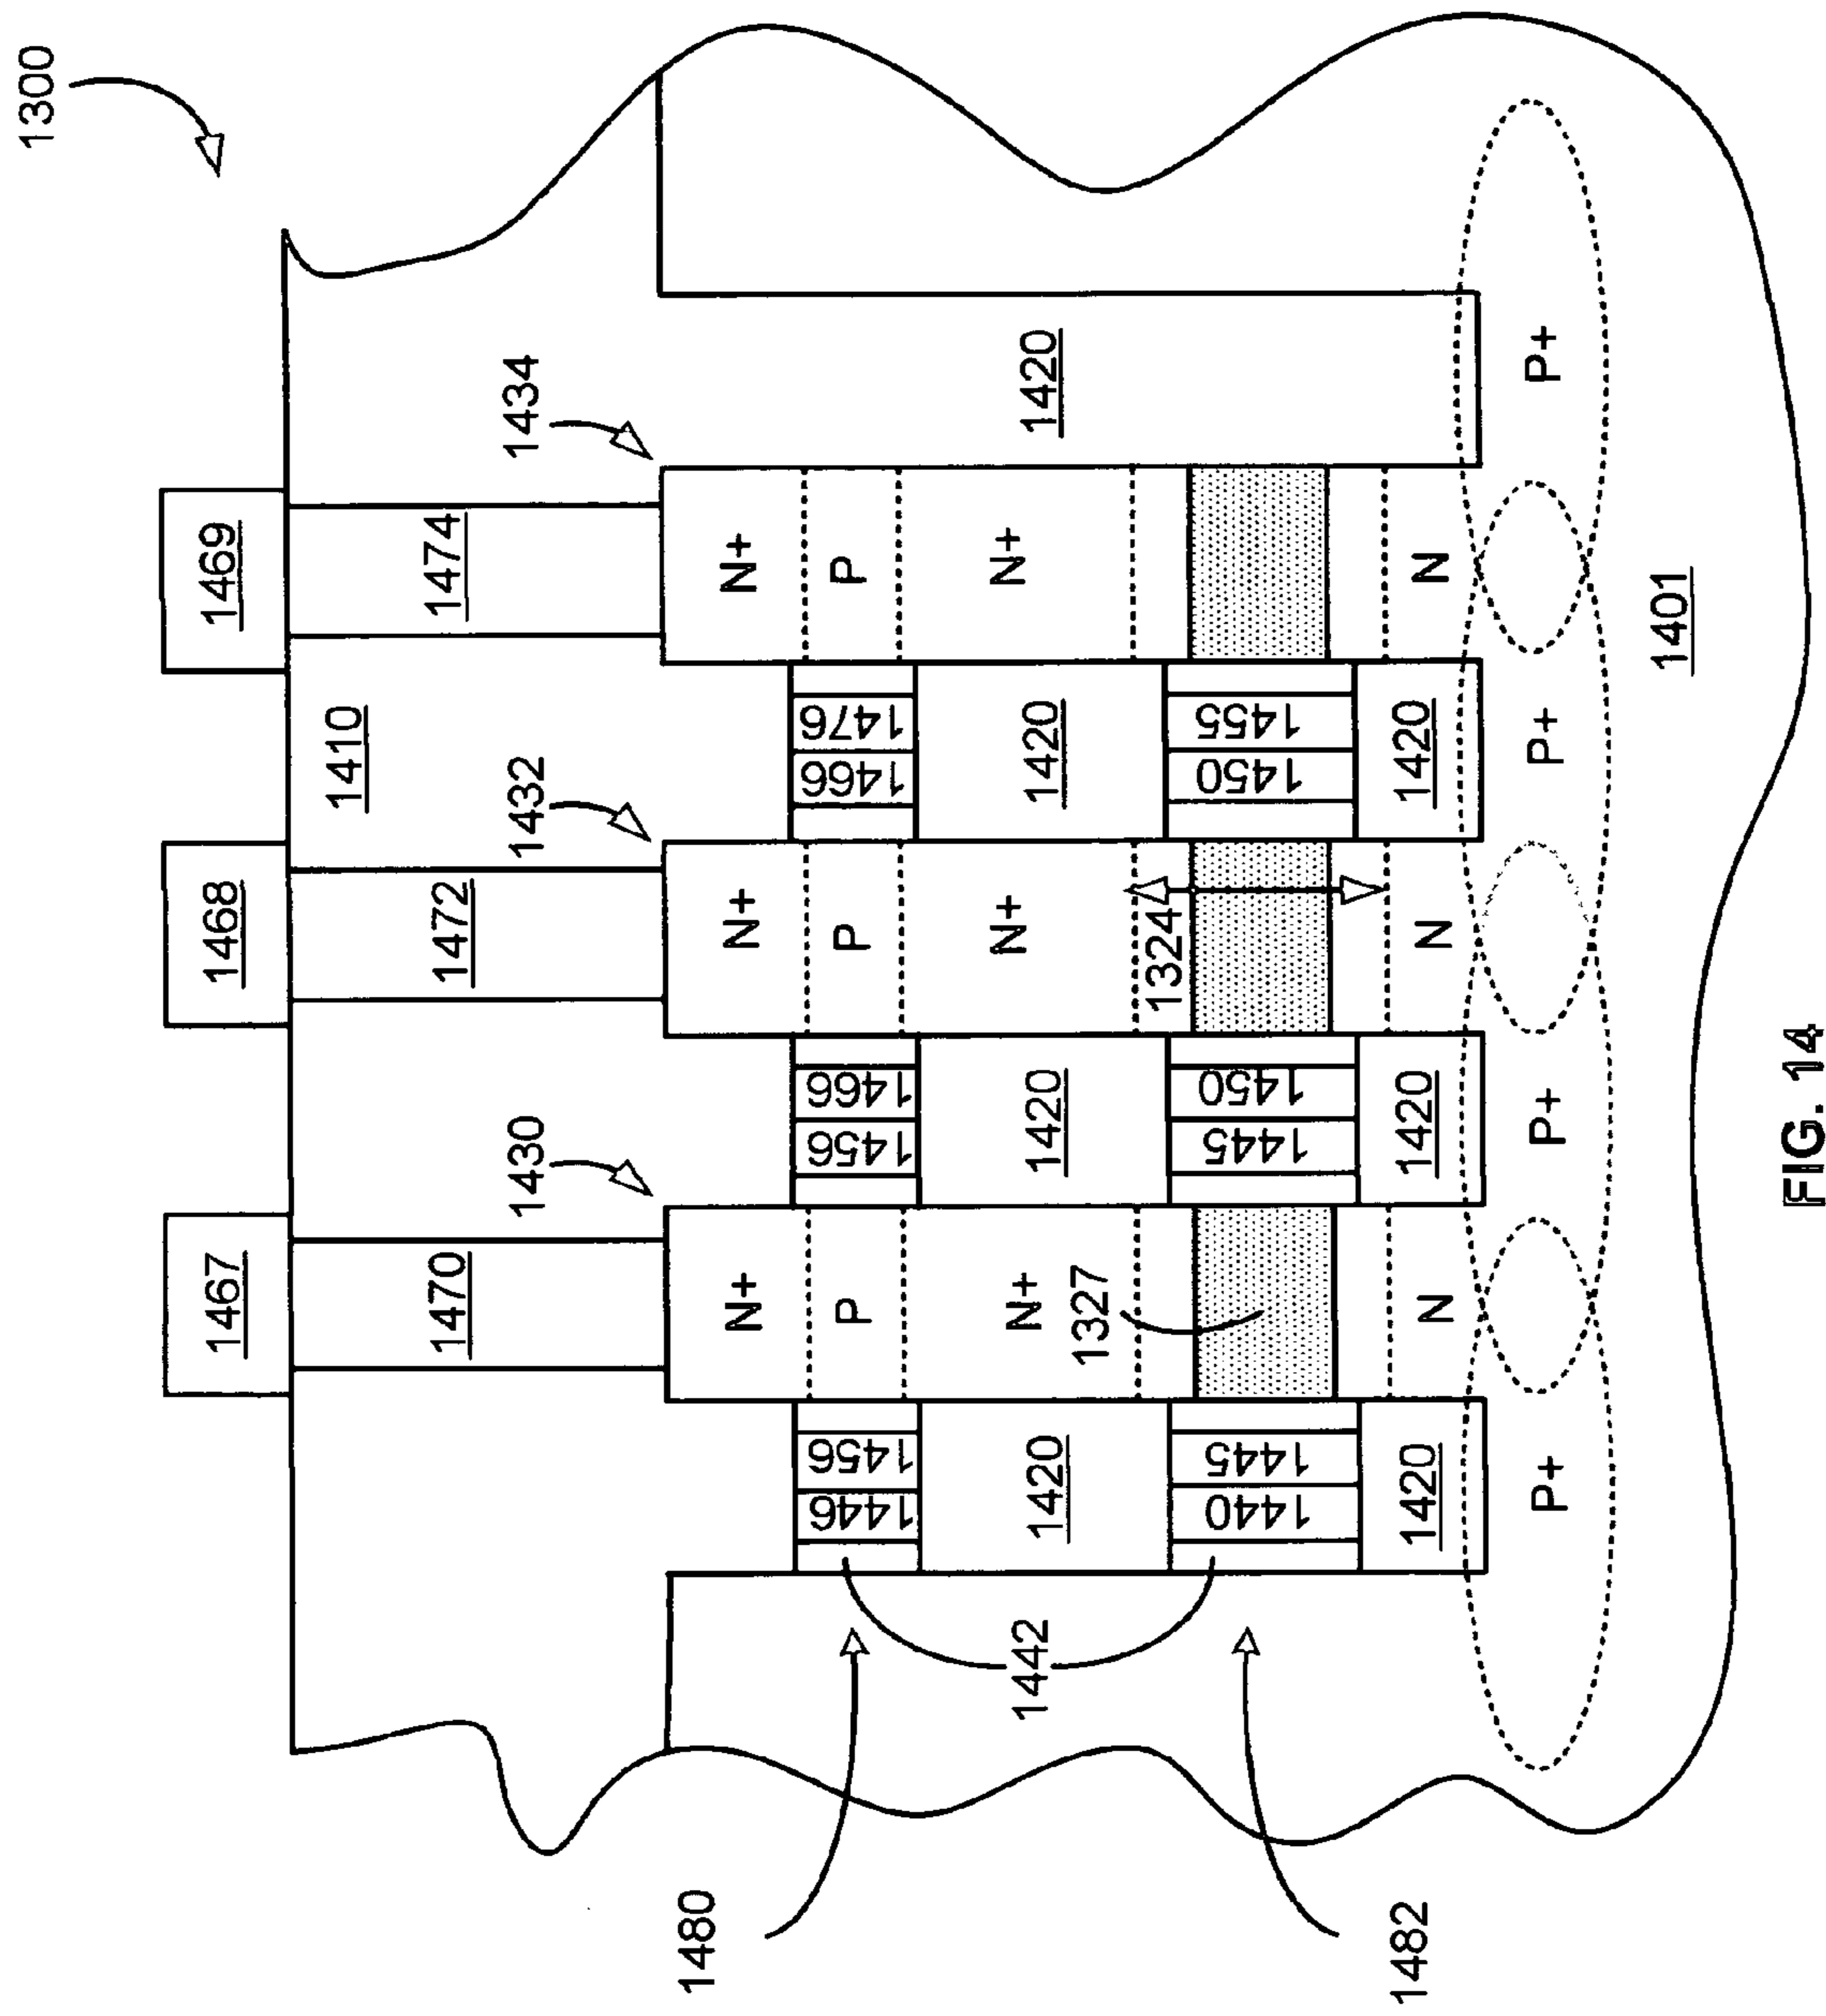 1300
1467 1468 1469
1410
1470 1472 1474
1430 1432 1434
1480
N+ N+ N+
1446 1456 P 1456 1466 P 1466 1476 P
1442 1420 N+ 1420 N+ 1420 N+ 1420
1327
1324
1440 1445 1445 1450 1450 1455
1482 1420 N 1420 N 1420 N
P+ P+ P+ P+
1401
FIG. 14